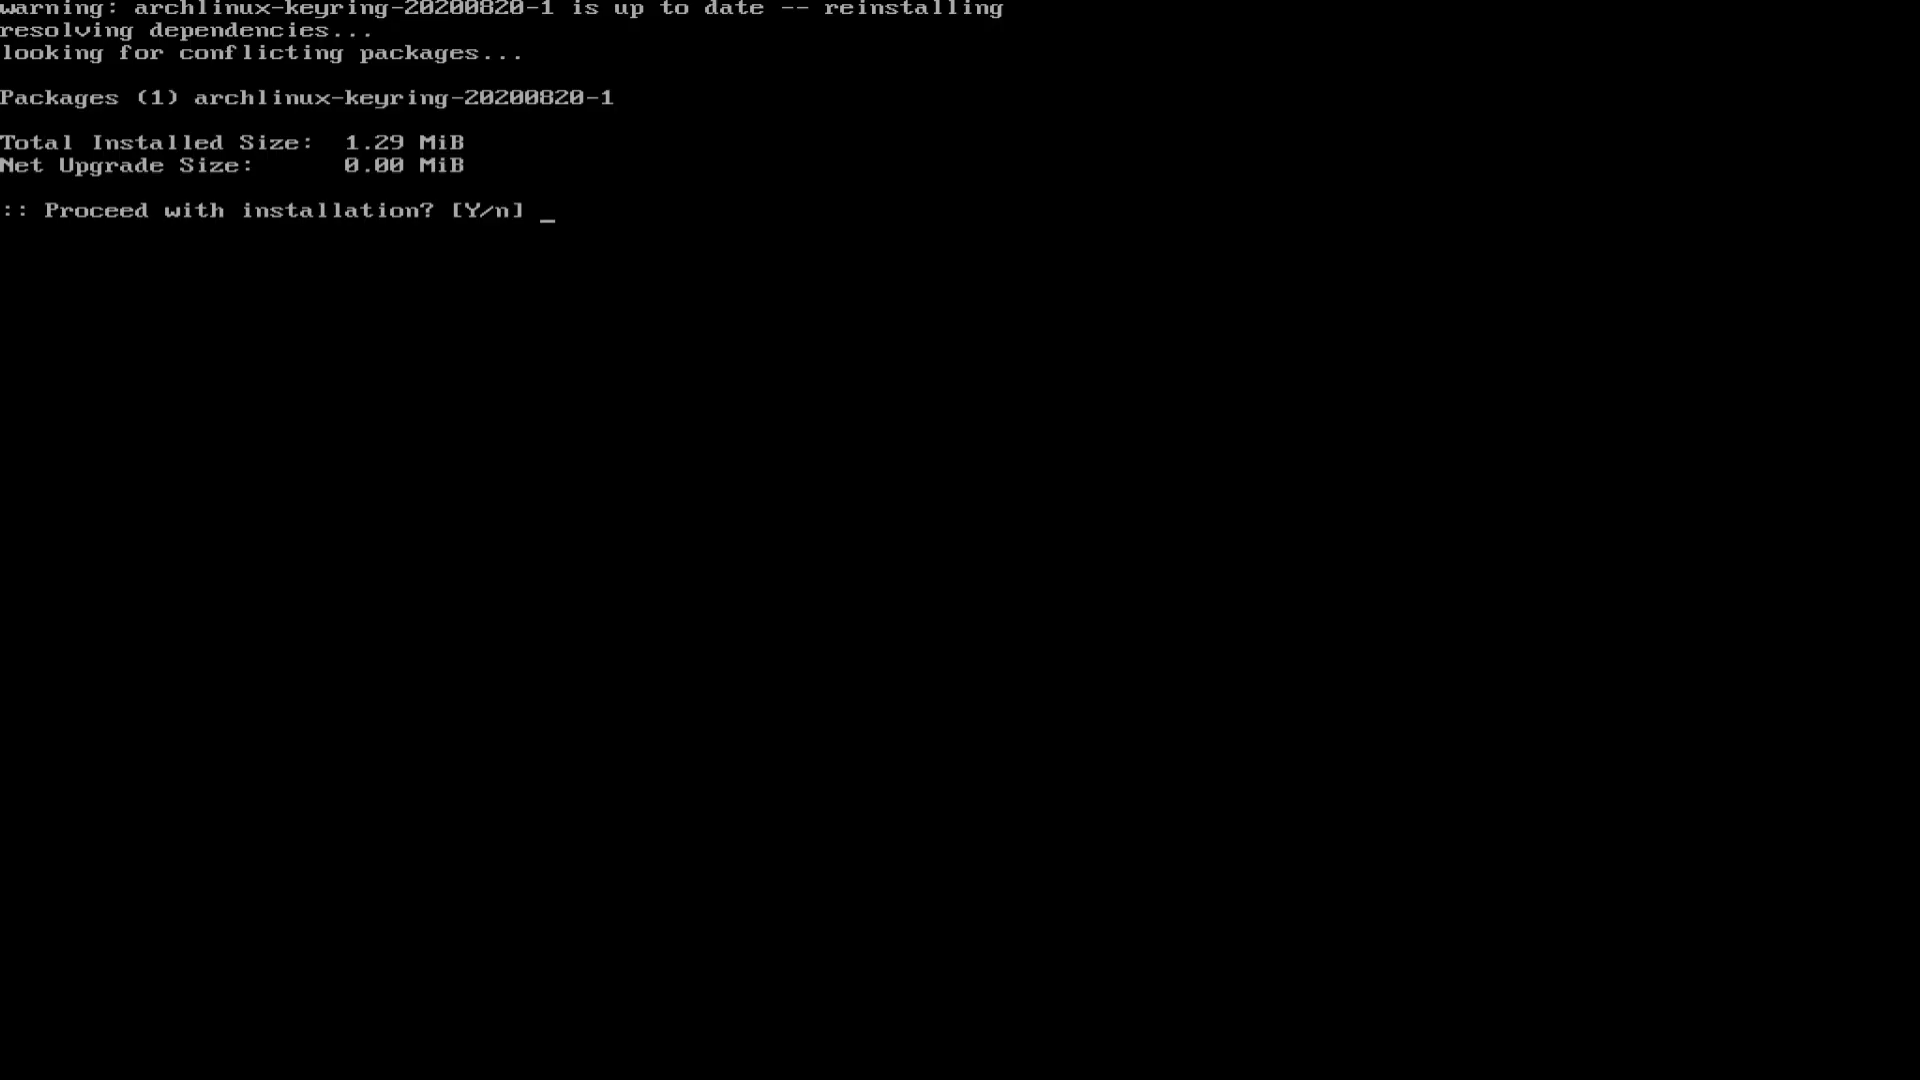 warning: archlinux-keyring-20200820-1 is up to date -- reinstalling
resolving dependencies...
looking for conflicting packages...
Packages (1) archlinux-keyring-20200820-1
Total Installed Size:  1.29 MiB
Net Upgrade Size:      0.00 MiB
:: Proceed with installation? [Y/n] _